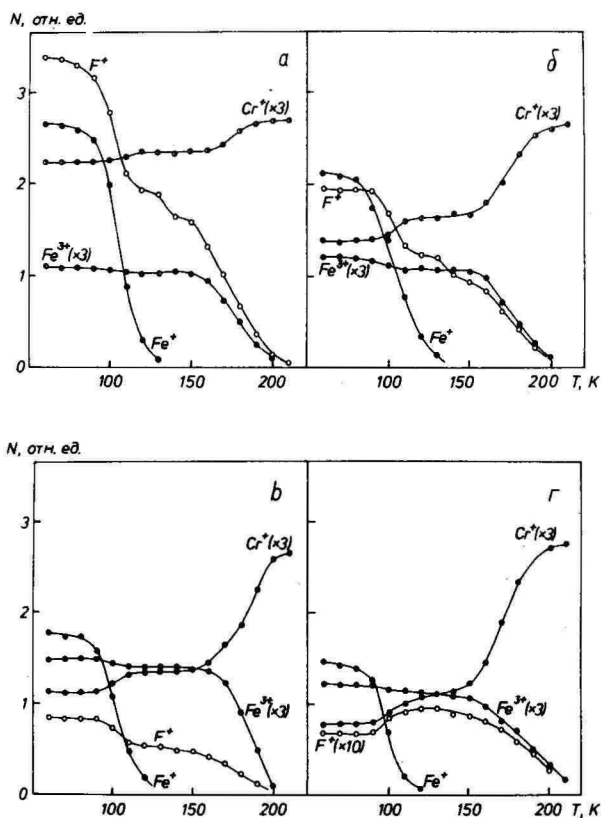 N, отн. ед.
F⁺
a
Cr⁺(×3)
Fe³⁺(×3)
Fe⁺
3
2
1
0
100
150
200
б
Cr⁺(×3)
F⁺
Fe³⁺(×3)
Fe⁺
100
150
200
T, K
N, отн. ед.
b
Cr⁺(×3)
Fe³⁺(×3)
F⁺
Fe⁺
3
2
1
0
100
150
200
г
Cr⁺(×3)
Fe³⁺(×3)
F⁺(×10)
Fe⁺
100
150
200
T, K